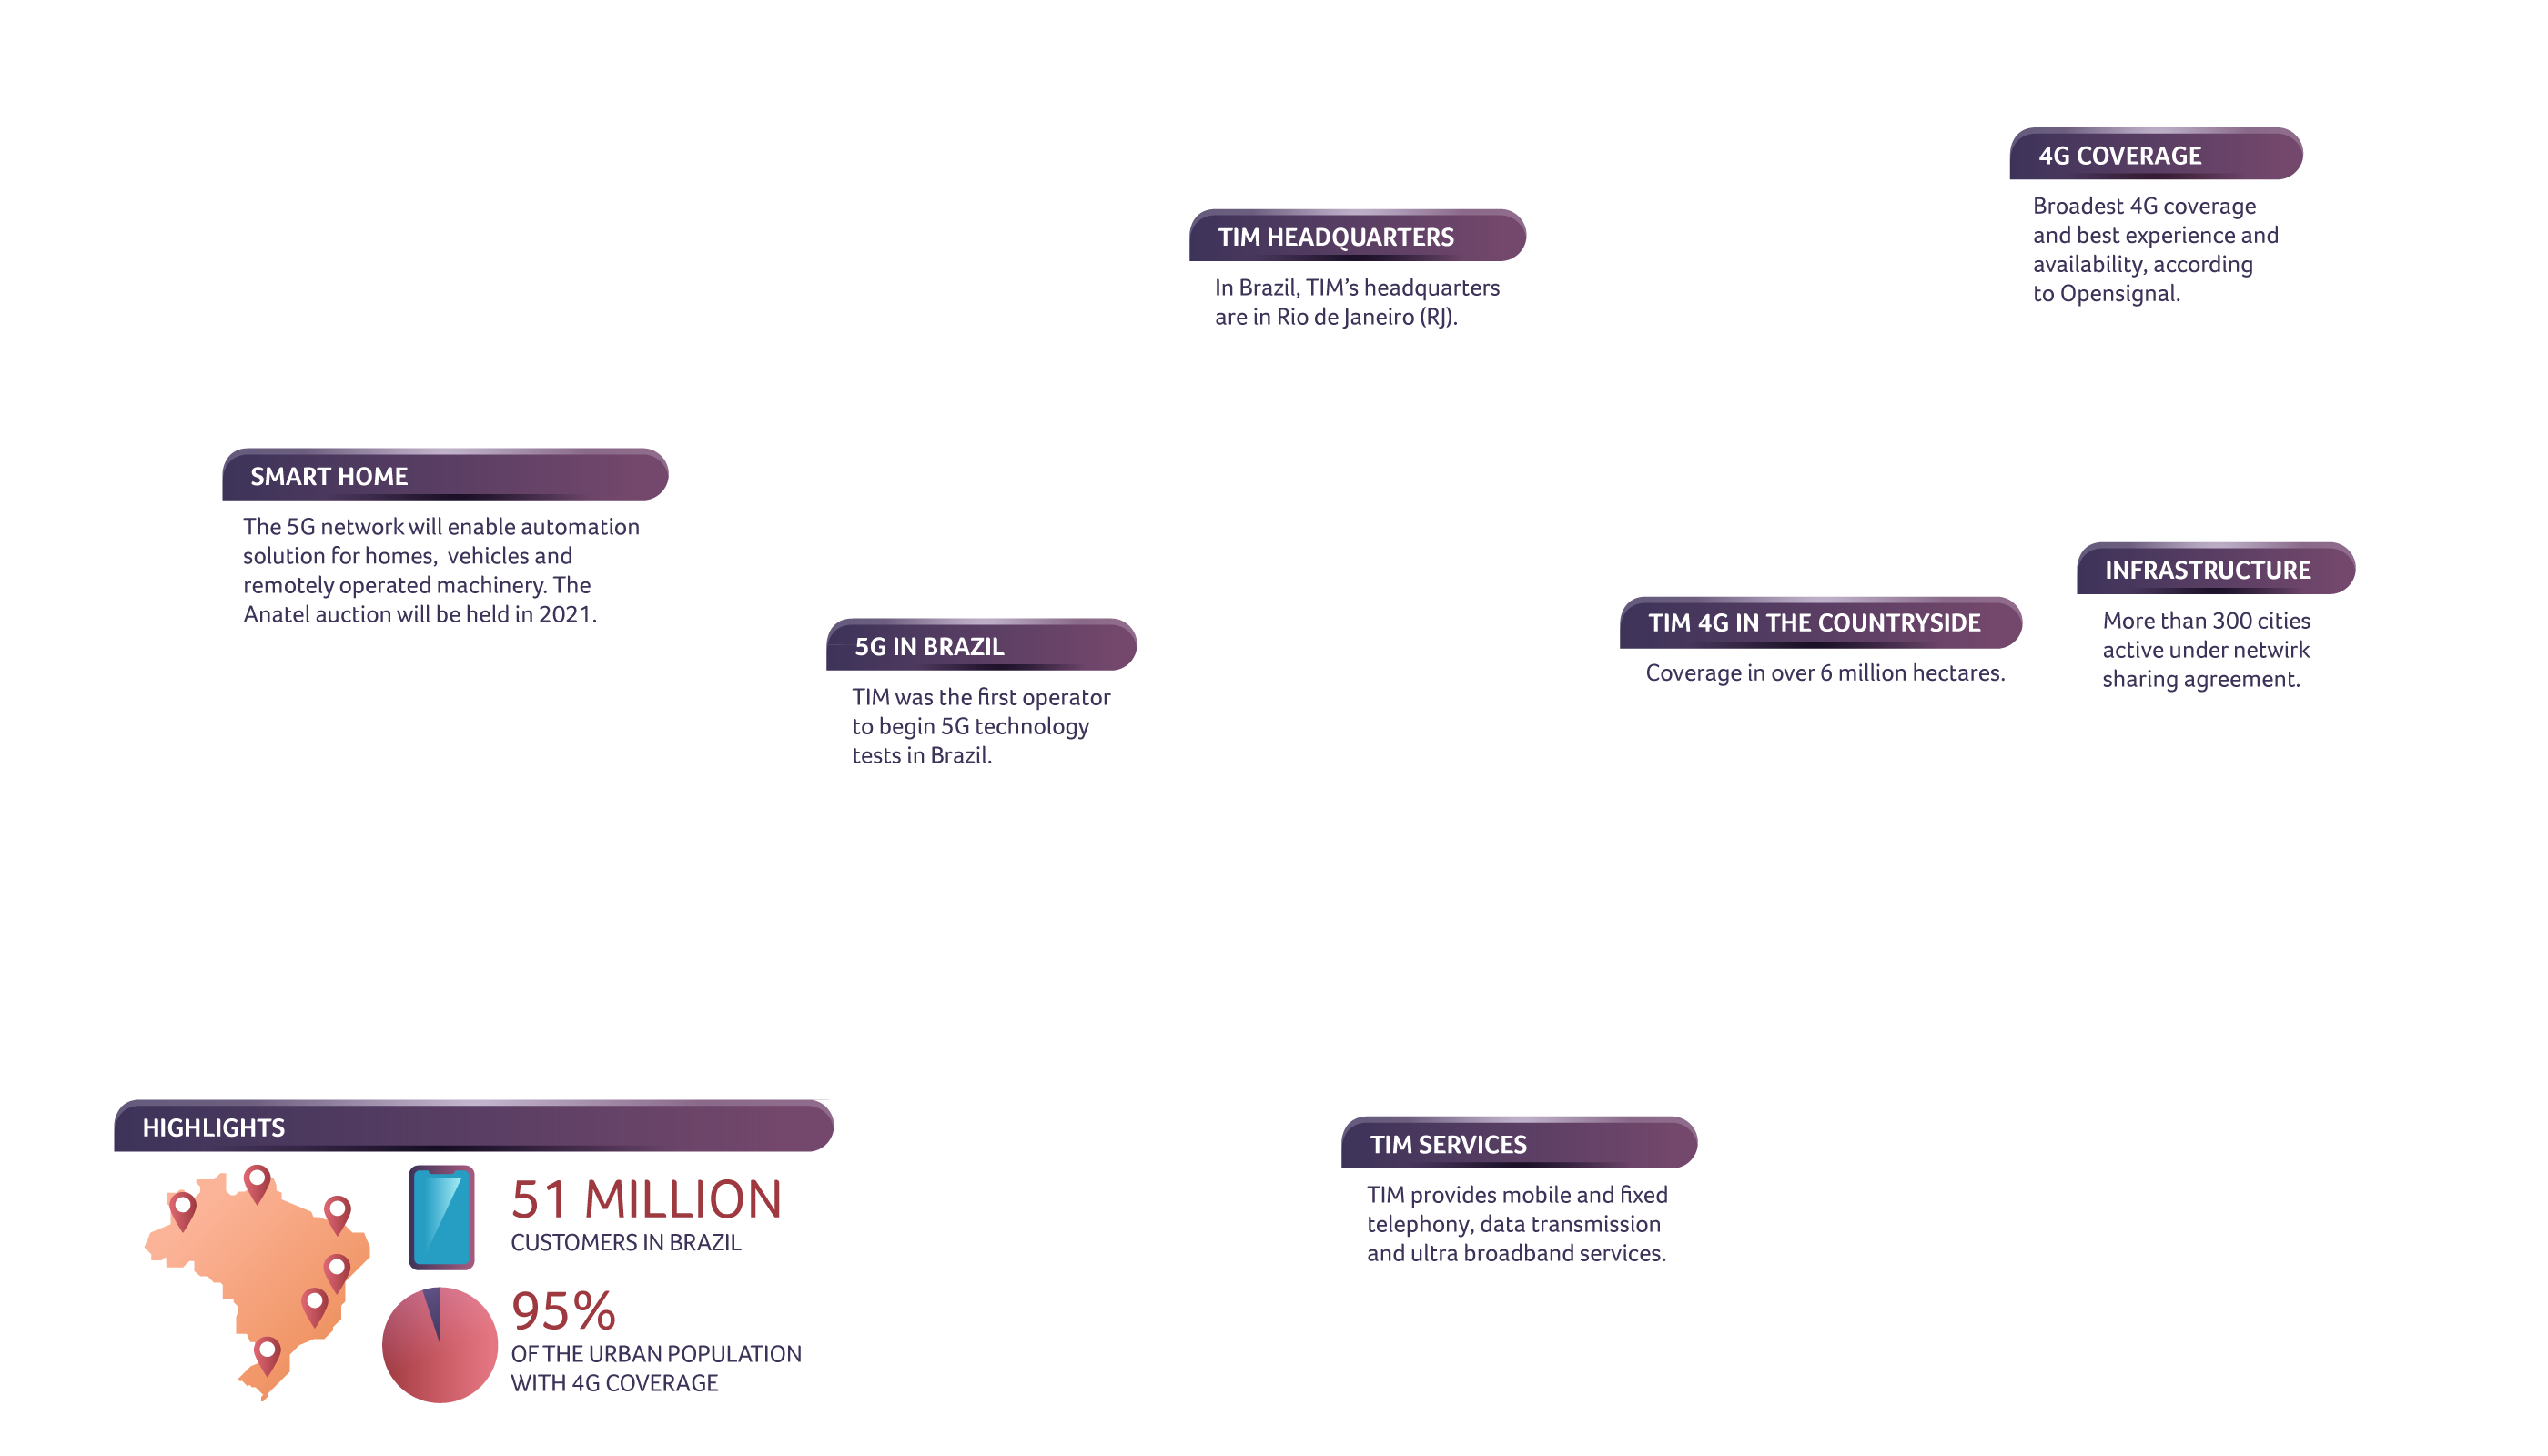 4G COVERAGE
Broadest 4G coverage
and best experience and
availability, according
to Opensignal.
TIM HEADQUARTERS
In Brazil, TIM’s headquarters
are in Rio de Janeiro (RJ).
SMART HOME
The 5G network will enable automation
solution for homes, vehicles and
remotely operated machinery. The
Anatel auction will be held in 2021.
5G IN BRAZIL
TIM was the first operator
to begin 5G technology
tests in Brazil.
TIM 4G IN THE COUNTRYSIDE
Coverage in over 6 million hectares.
INFRASTRUCTURE
More than 300 cities
active under netwirk
sharing agreement.
HIGHLIGHTS
51 MILLION
CUSTOMERS IN BRAZIL
95%
OF THE URBAN POPULATION
WITH 4G COVERAGE
TIM SERVICES
TIM provides mobile and fixed
telephony, data transmission
and ultra broadband services.